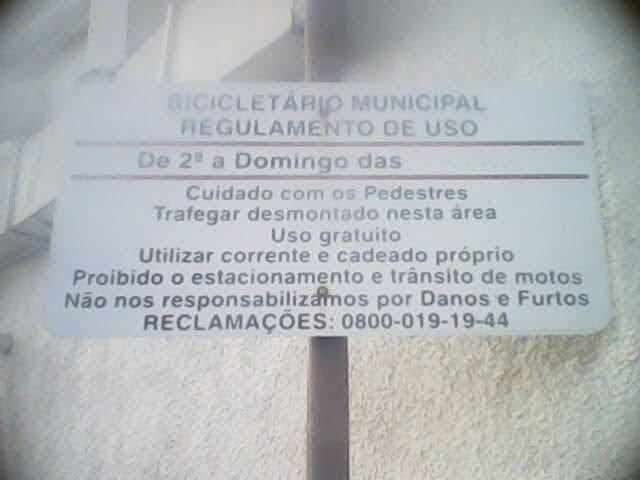 BICICLETÁRIO MUNICIPAL
REGULAMENTO DE USO
De 2ª a Domingo das
Cuidado com os Pedestres
Trafegar desmontado nesta área
Uso gratuito
Utilizar corrente e cadeado próprio
Proibido o estacionamento e trânsito de motos
Não nos responsabilizamos por Danos e Furtos
RECLAMAÇÕES: 0800-019-19-44